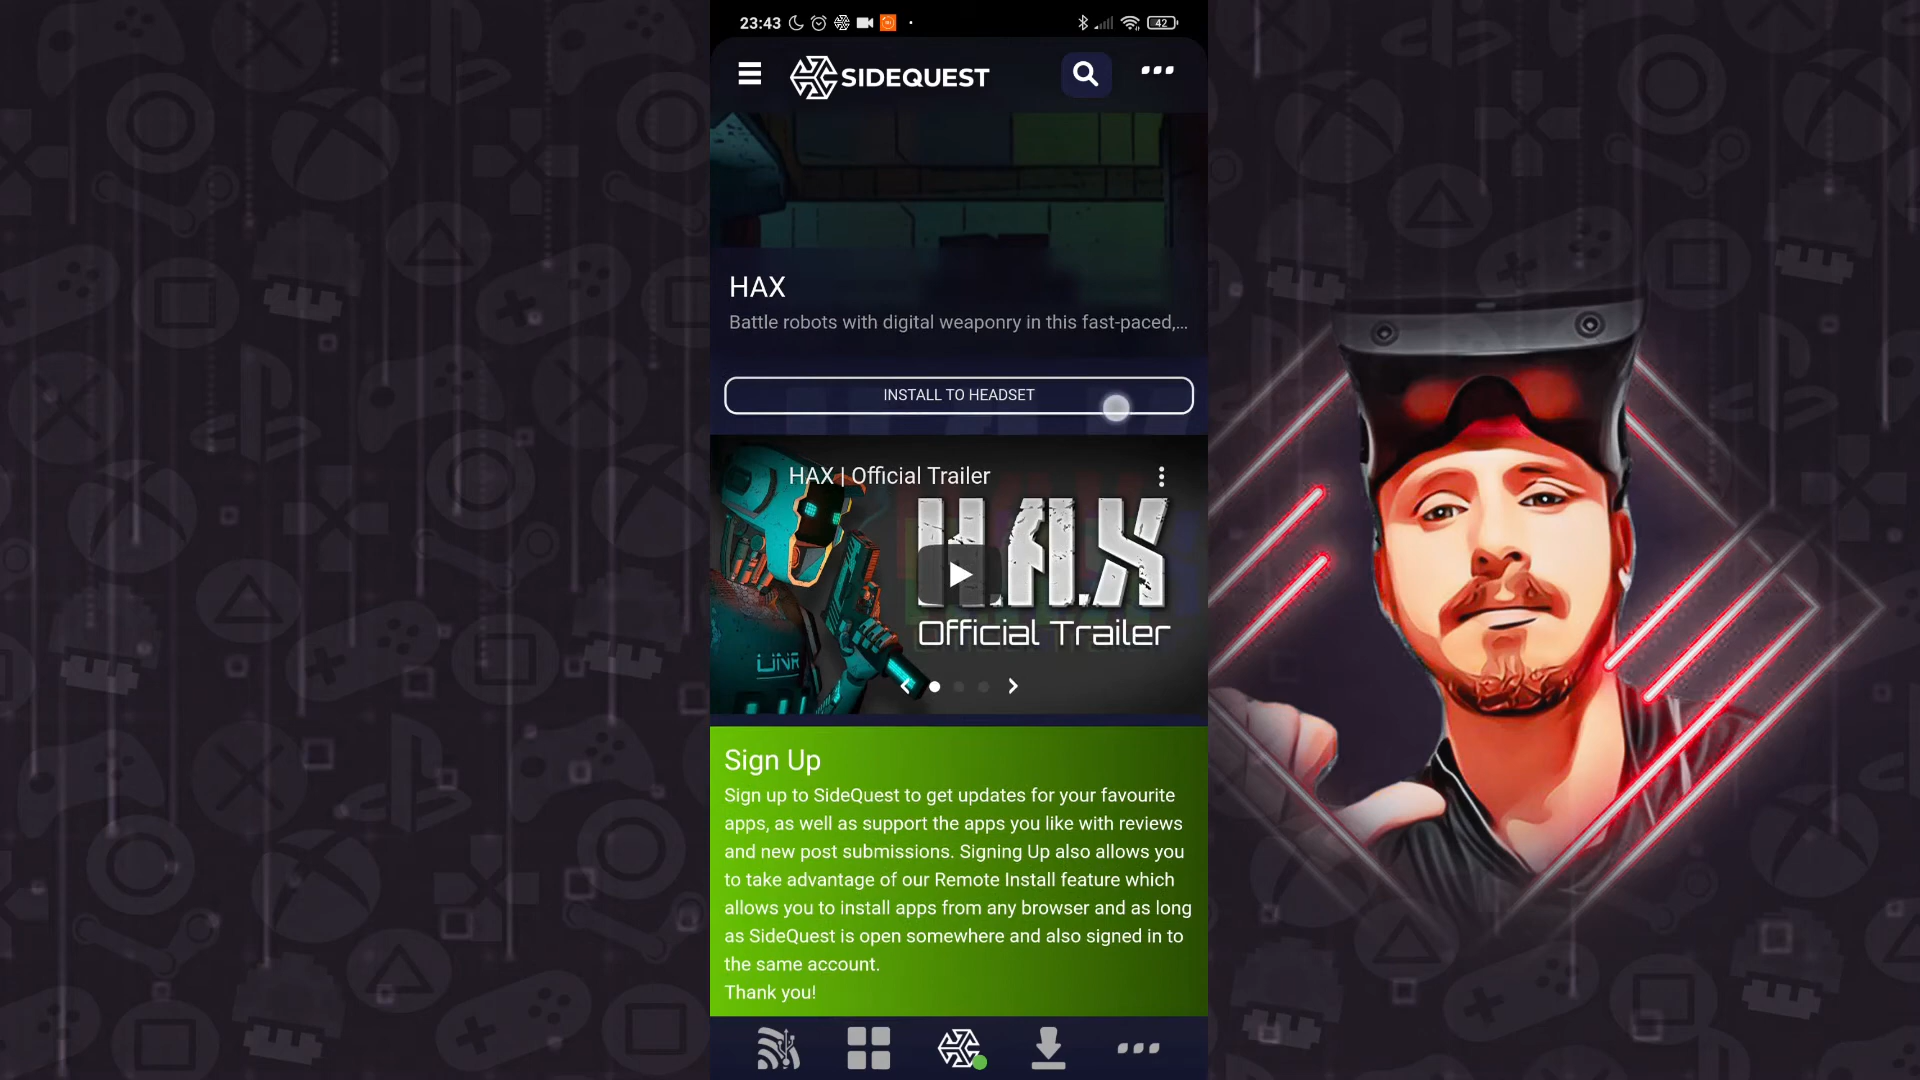 23:43
42
SIDEQUEST
HAX
Battle robots with digital weaponry in this fast-paced,...
INSTALL TO HEADSET
HAX | Official Trailer
H.A.X
Official Trailer
UNR
Sign Up
Sign up to SideQuest to get updates for your favourite
apps, as well as support the apps you like with reviews
and new post submissions. Signing Up also allows you
to take advantage of our Remote Install feature which
allows you to install apps from any browser and as long
as SideQuest is open somewhere and also signed in to
the same account.
Thank you!